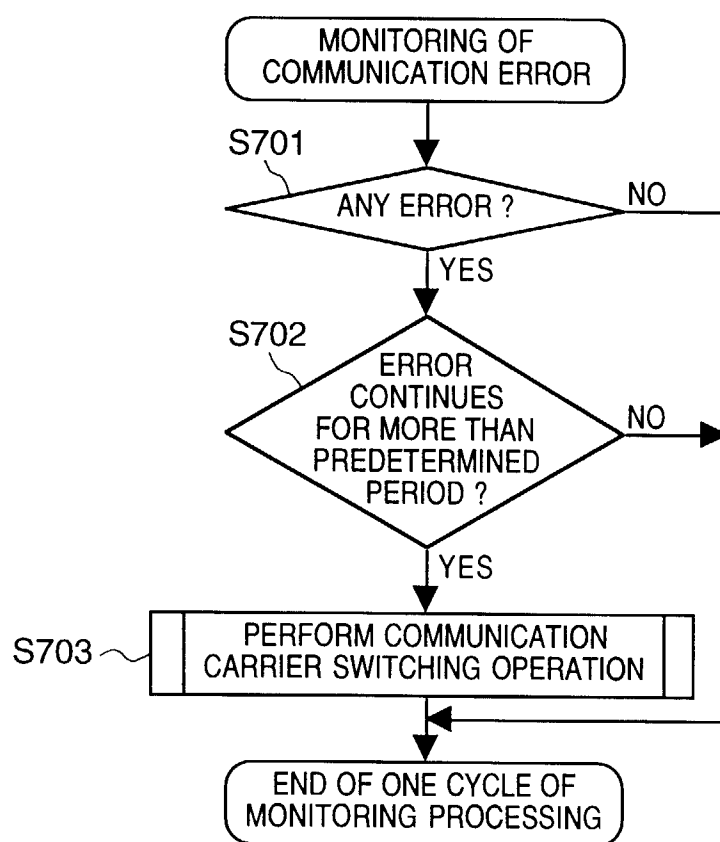 MONITORING OF
COMMUNICATION ERROR
S701
ANY ERROR ?
NO
YES
S702
ERROR
CONTINUES
FOR MORE THAN
PREDETERMINED
PERIOD ?
NO
YES
S703
PERFORM COMMUNICATION
CARRIER SWITCHING OPERATION
END OF ONE CYCLE OF
MONITORING PROCESSING